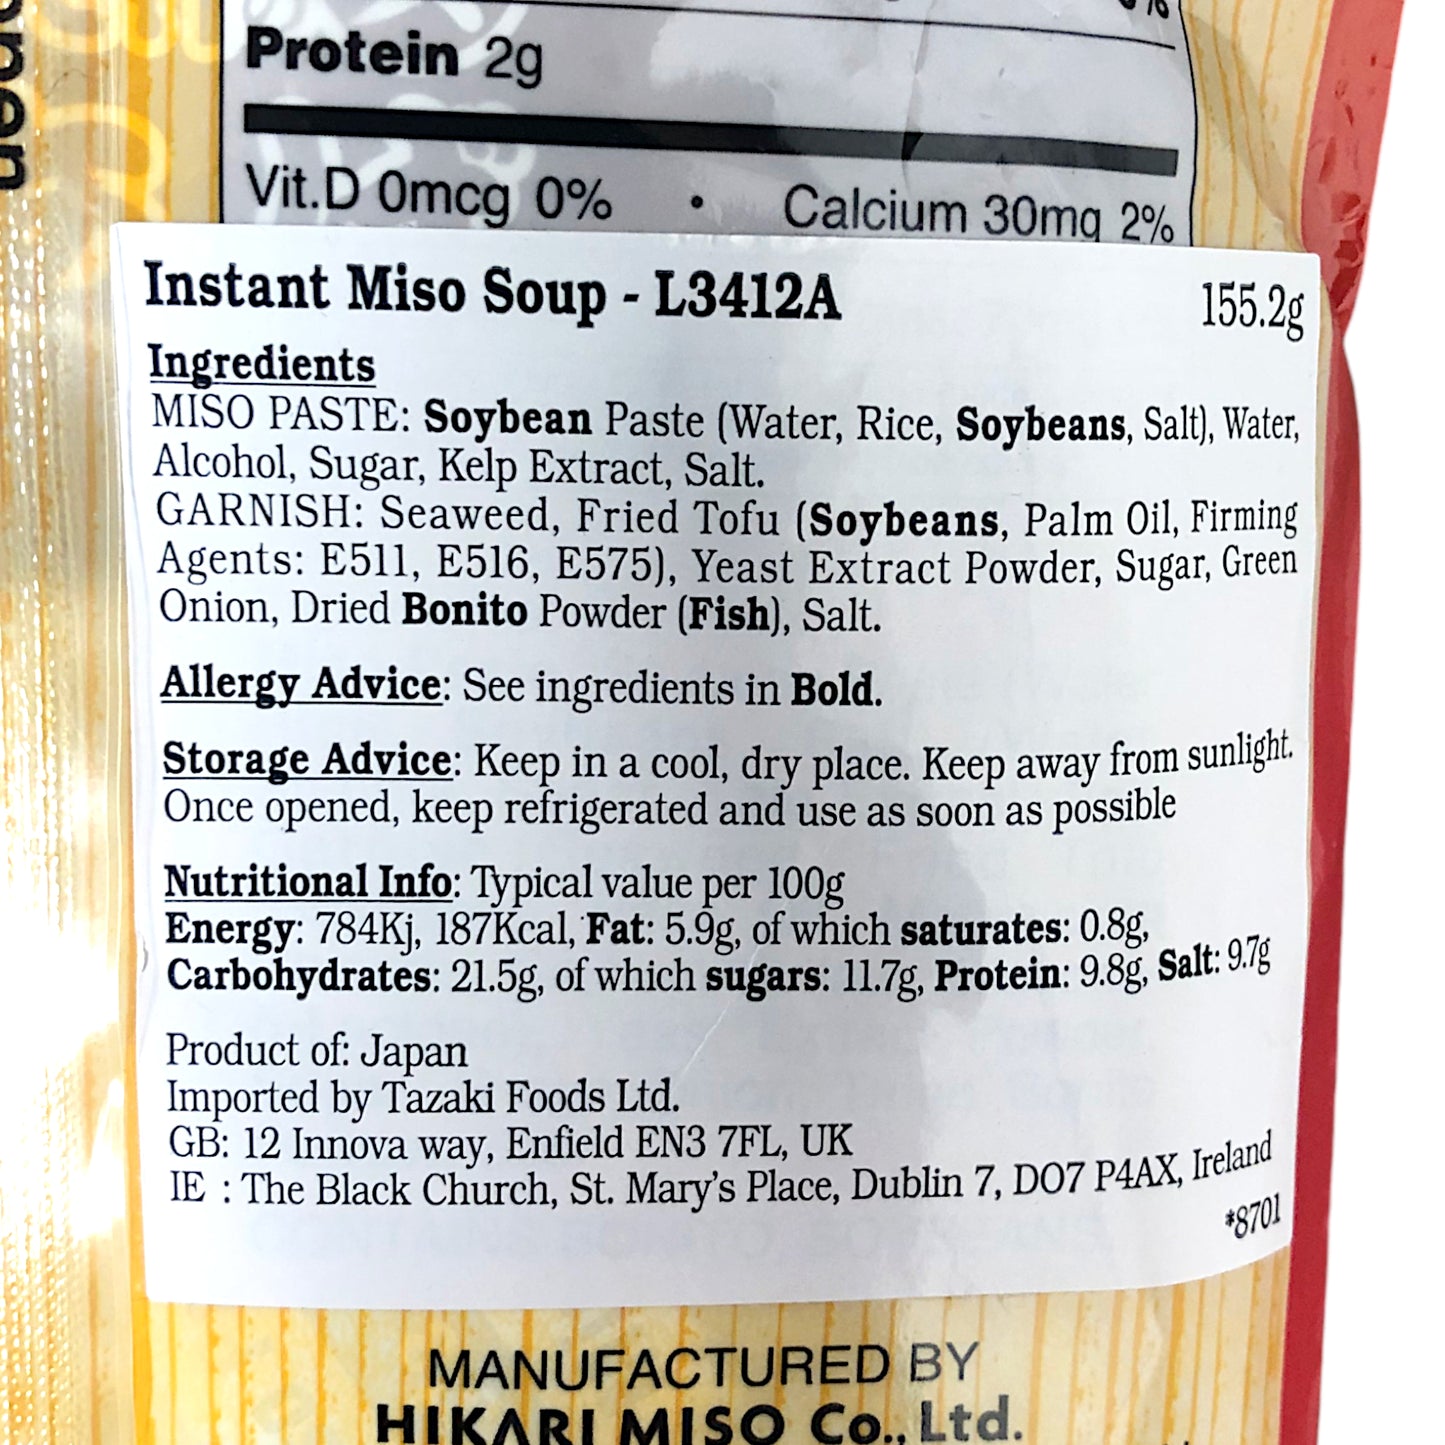 Protein 2g
Vit.D 0mcg 0% • Calcium 30mg 2%
Instant Miso Soup - L3412A 155.2g
Ingredients
MISO PASTE: Soybean Paste (Water, Rice, Soybeans, Salt), Water,
Alcohol, Sugar, Kelp Extract, Salt.
GARNISH: Seaweed, Fried Tofu (Soybeans, Palm Oil, Firming
Agents: E511, E516, E575), Yeast Extract Powder, Sugar, Green
Onion, Dried Bonito Powder (Fish), Salt.
Allergy Advice: See ingredients in Bold.
Storage Advice: Keep in a cool, dry place. Keep away from sunlight.
Once opened, keep refrigerated and use as soon as possible
Nutritional Info: Typical value per 100g
Energy: 784Kj, 187Kcal, Fat: 5.9g, of which saturates: 0.8g,
Carbohydrates: 21.5g, of which sugars: 11.7g, Protein: 9.8g, Salt: 9.7g
Product of: Japan
Imported by Tazaki Foods Ltd.
GB: 12 Innova way, Enfield EN3 7FL, UK
IE : The Black Church, St. Mary's Place, Dublin 7, DO7 P4AX, Ireland
*8701
MANUFACTURED BY
HIKARI MISO Co., Ltd.